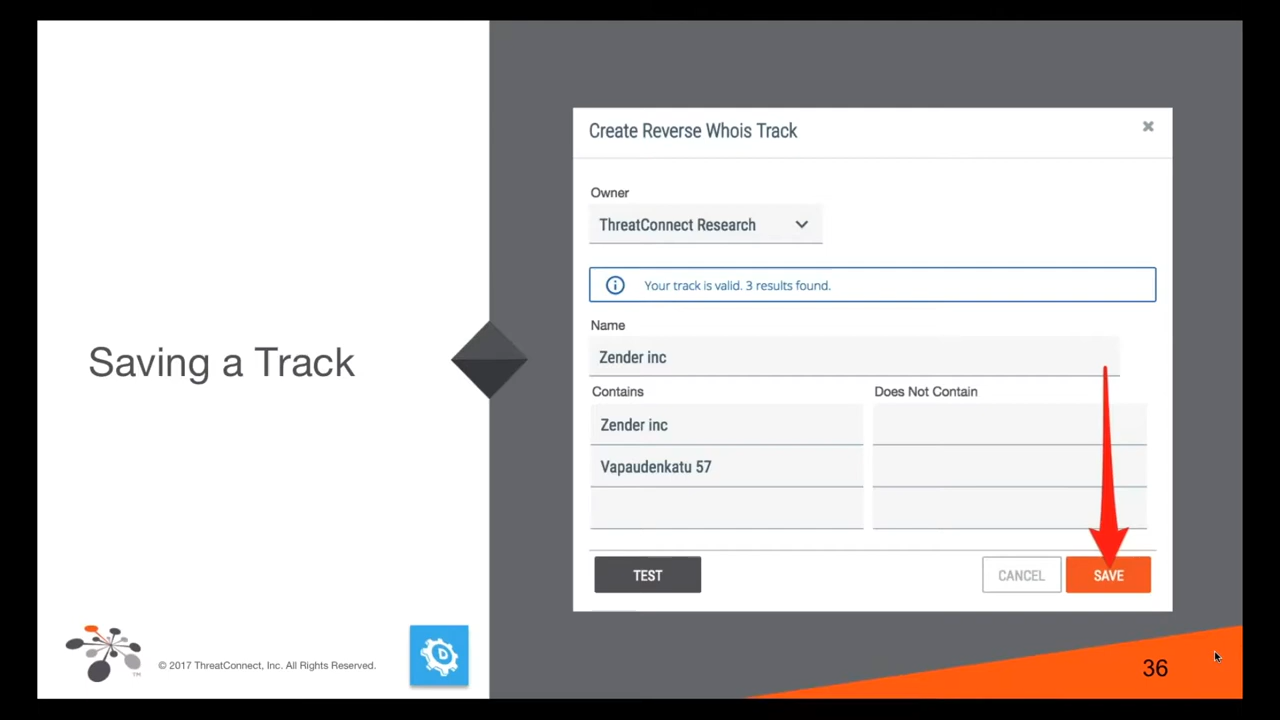 Saving a Track
Create Reverse Whois Track
Owner
ThreatConnect Research
Your track is valid. 3 results found.
Name
Zender inc
Contains
Does Not Contain
Zender inc
Vapaudenkatu 57
TEST
CANCEL
SAVE
TM
© 2017 ThreatConnect, Inc. All Rights Reserved.
D
36